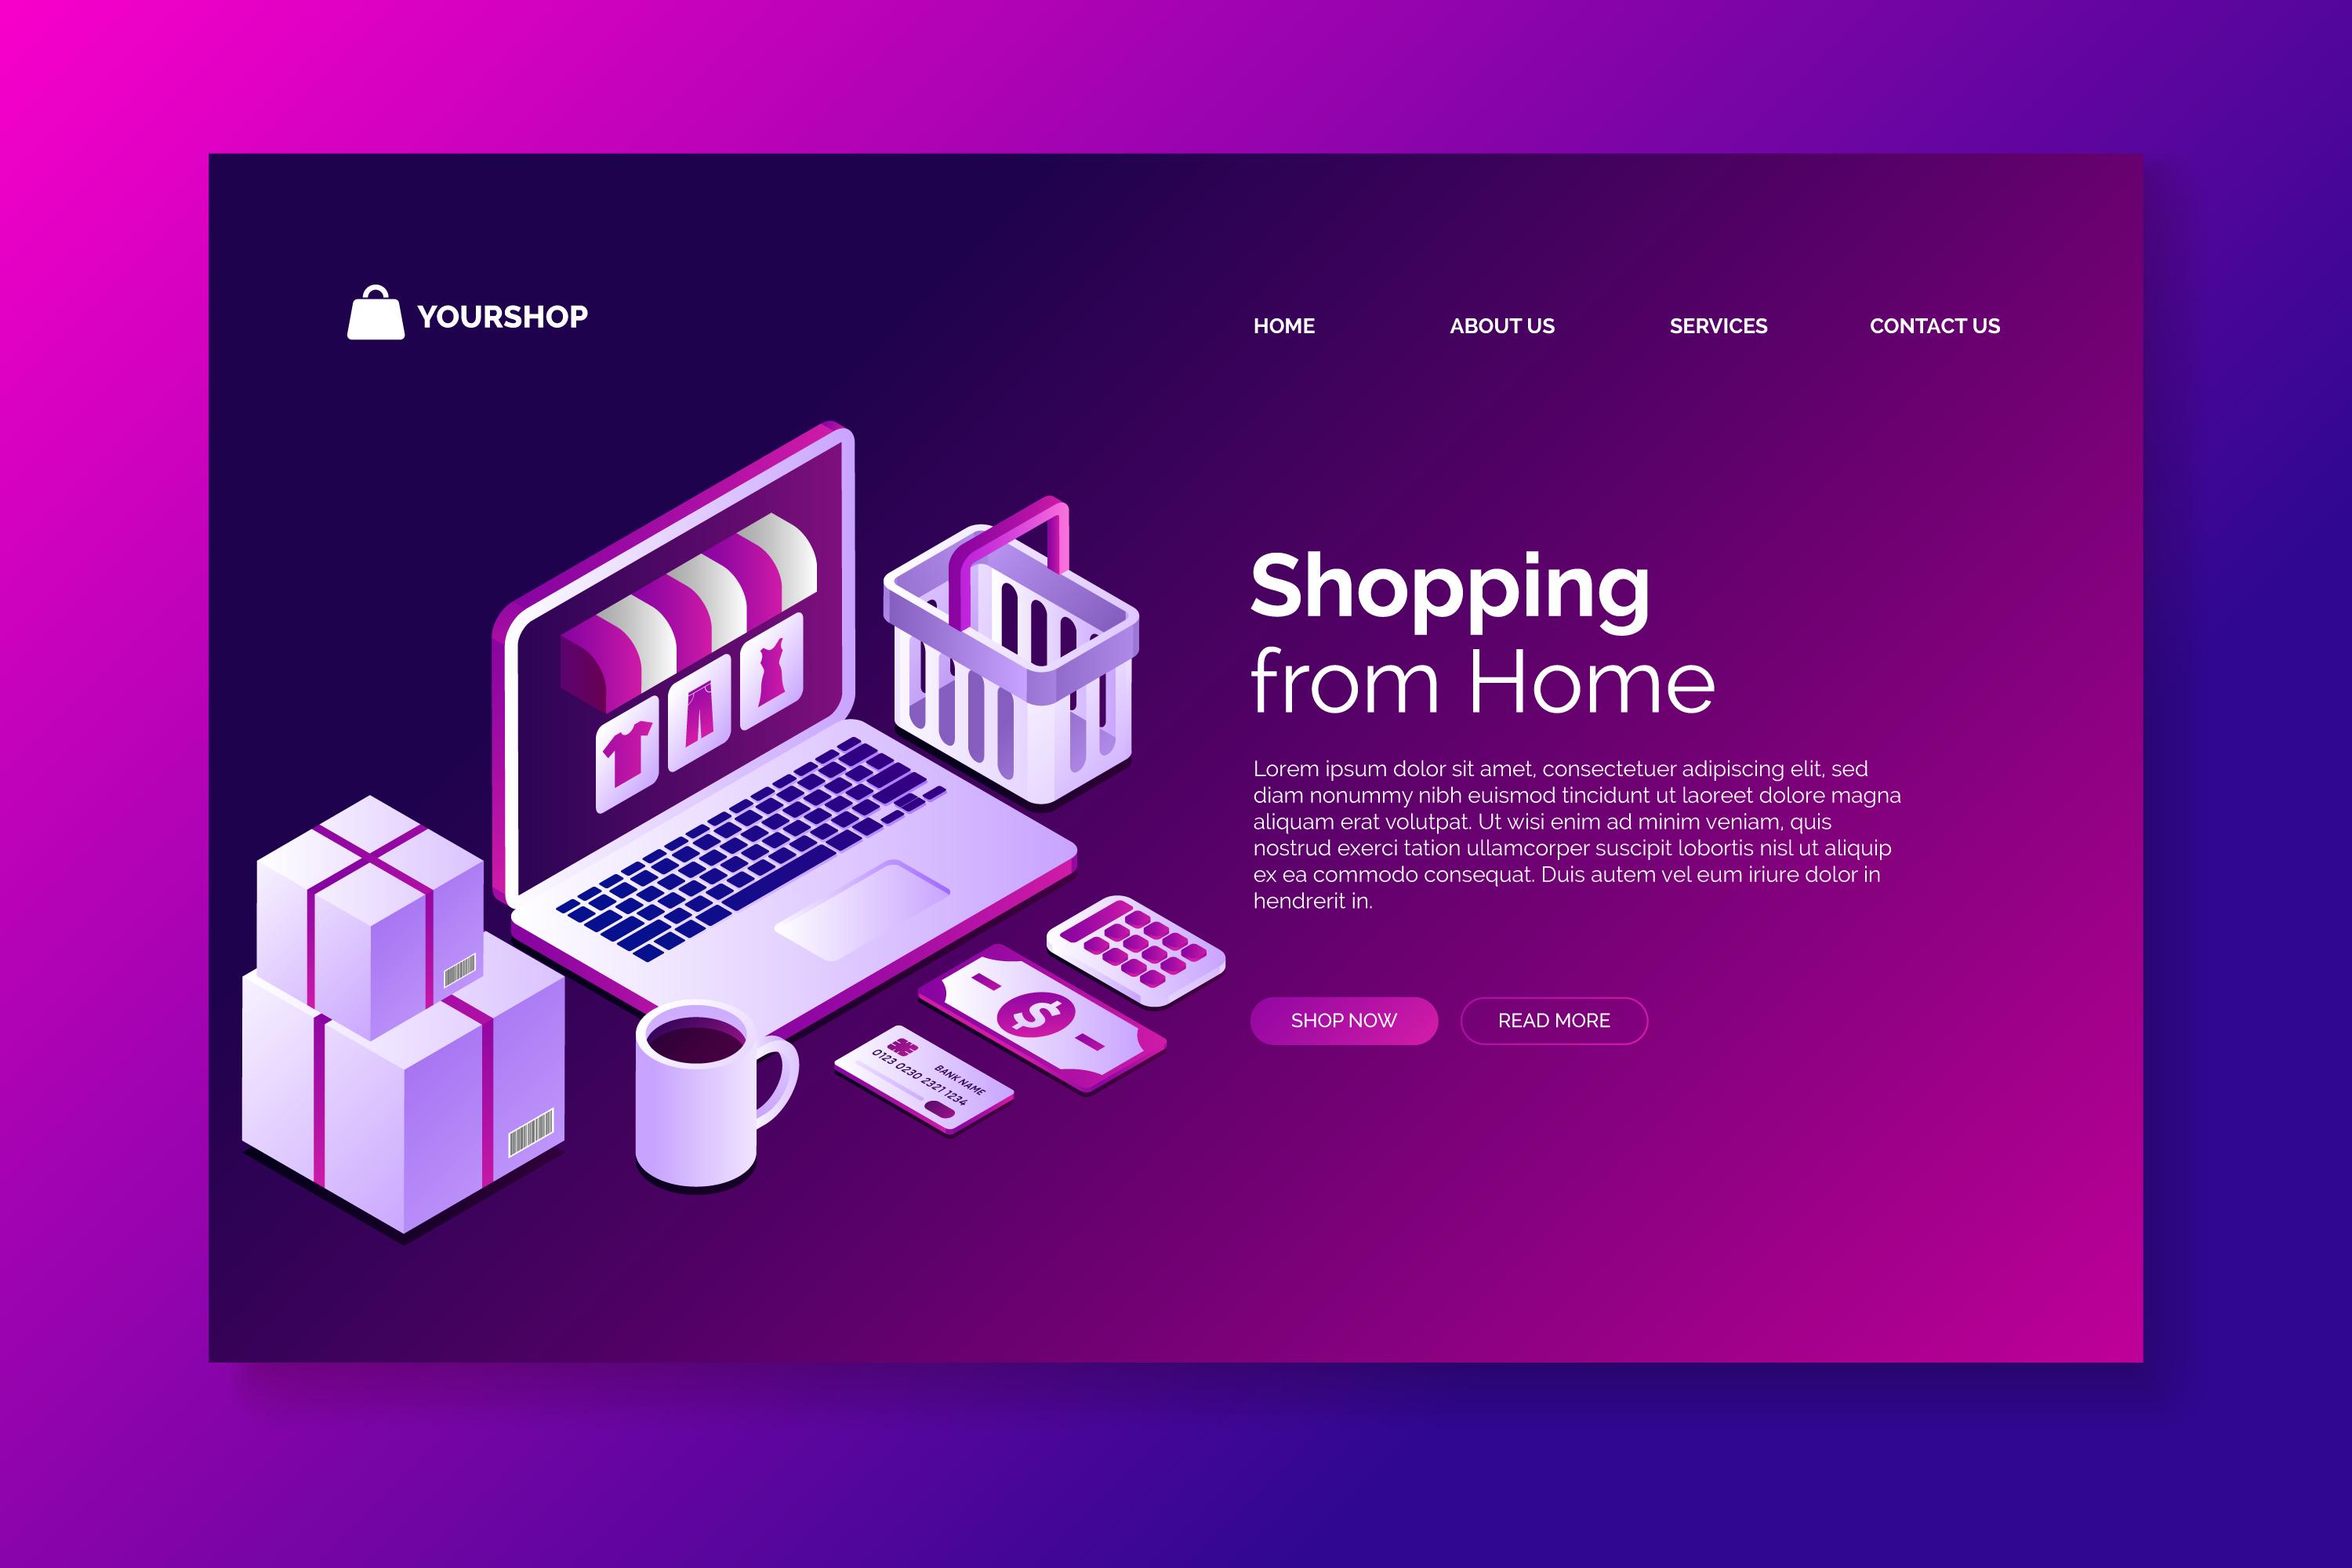 YOURSHOP
HOME
ABOUT US
SERVICES
CONTACT US
Shopping
from Home
Lorem ipsum dolor sit amet, consectetuer adipiscing elit, sed
diam nonummy nibh euismod tincidunt ut laoreet dolore magna
aliquam erat volutpat. Ut wisi enim ad minim veniam, quis
nostrud exerci tation ullamcorper suscipit lobortis nisl ut aliquip
ex ea commodo consequat. Duis autem vel eum iriure dolor in
hendrerit in.
SHOP NOW
READ MORE
$
BANK NAME
0123 0230 2321 1234